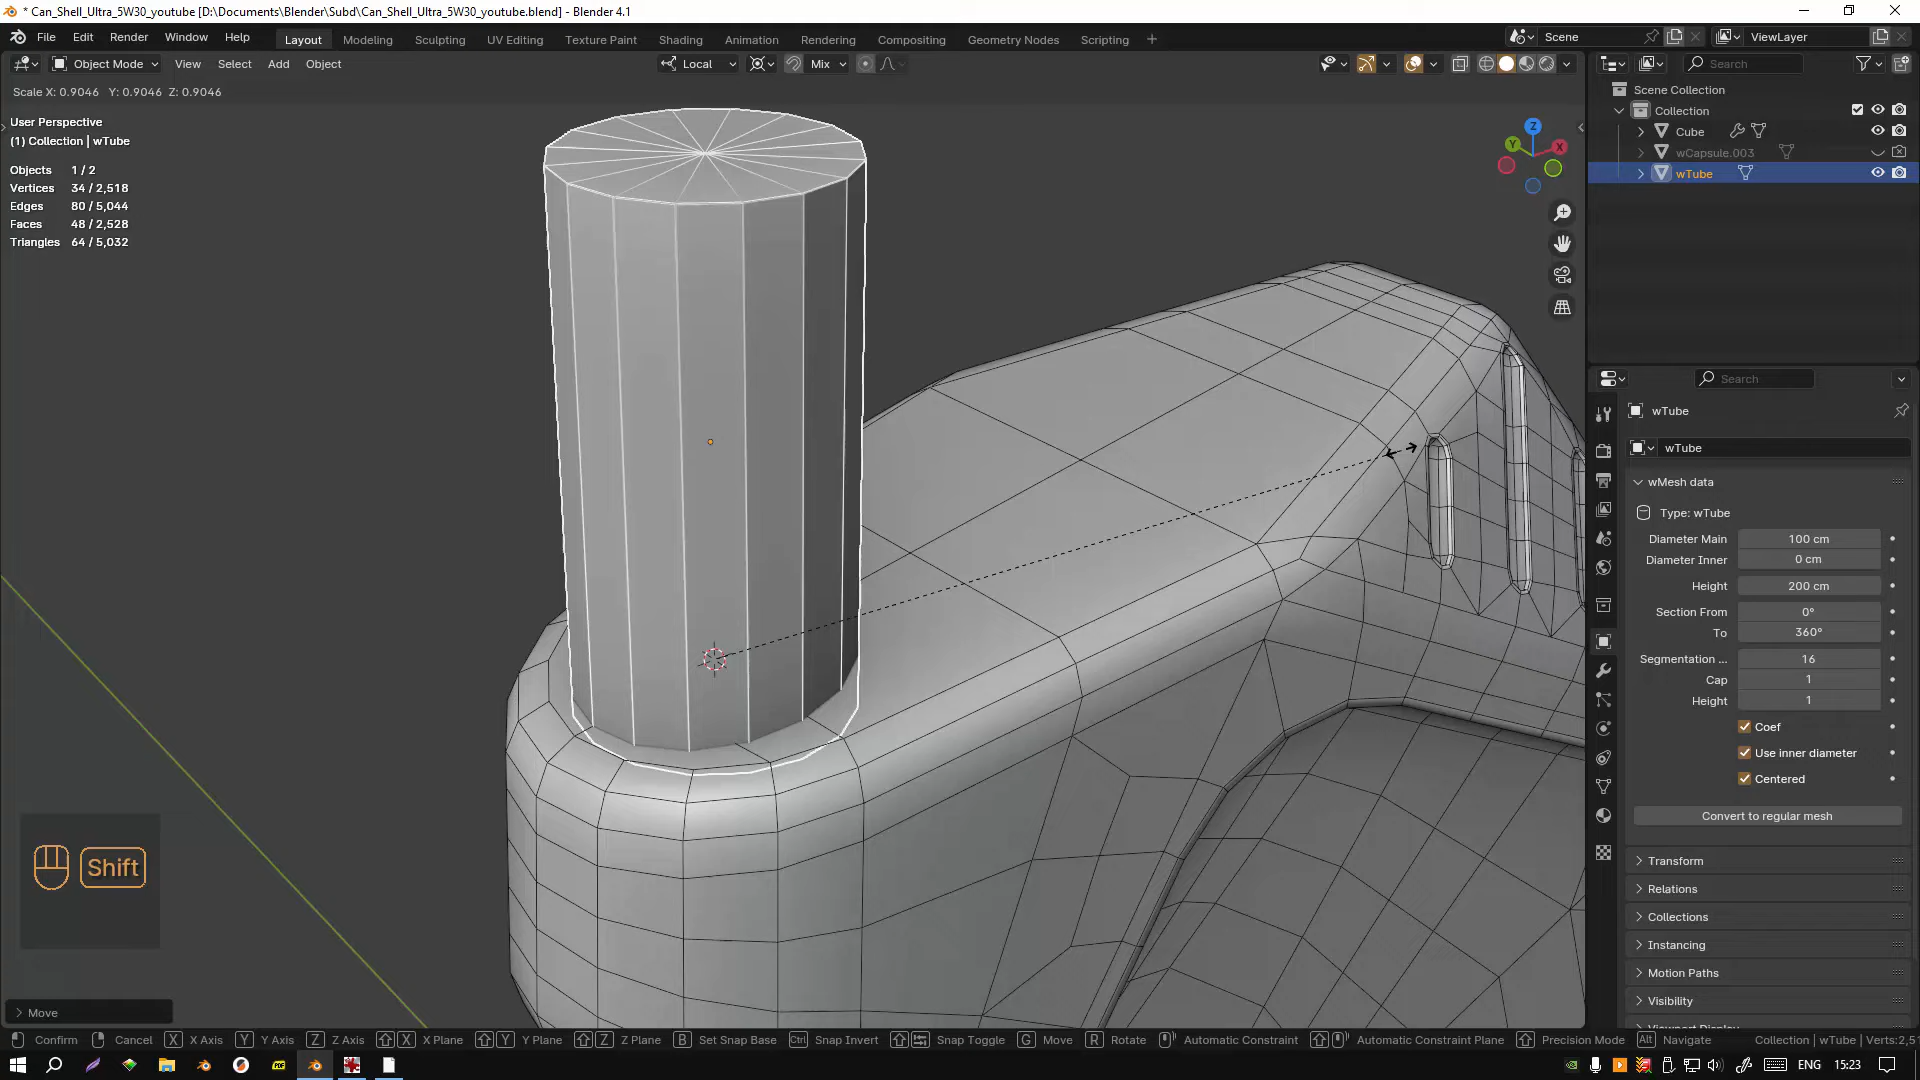 * Can_Shell_Ultra_5W30_youtube [D:\Documents\Blender\Subd\Can_Shell_Ultra_5W30_youtube.blend] - Blender 4.1
File Edit Render Window Help Layout Modeling Sculpting UV Editing Texture Paint Shading Animation Rendering Compositing Geometry Nodes Scripting Scene ViewLayer
Object Mode View Select Add Object Local Mix Search
Scale X: 0.9046 Y: 0.9046 Z: 0.9046
User Perspective
(1) Collection | wTube
Objects 1 / 2
Vertices 34 / 2,518
Edges 80 / 5,044
Faces 48 / 2,528
Triangles 64 / 5,032
Z
Y
X
Scene Collection
Collection
Cube
wCapsule.003
wTube
Search
wTube
wTube
wMesh data
Type: wTube
Diameter Main 100 cm
Diameter Inner 0 cm
Height 200 cm
Section From 0°
To 360°
Segmentation ... 16
Cap 1
Height 1
Coef
Use inner diameter
Centered
Convert to regular mesh
Transform
Relations
Collections
Instancing
Motion Paths
Visibility
Shift
Move
Confirm Cancel X X Axis Y Y Axis Z Z Axis X X Plane Y Y Plane Z Z Plane B Set Snap Base Ctrl Snap Invert Snap Toggle G Move R Rotate Automatic Constraint Automatic Constraint Plane Precision Mode Alt Navigate Collection | wTube | Verts:2,5
ENG 15:23